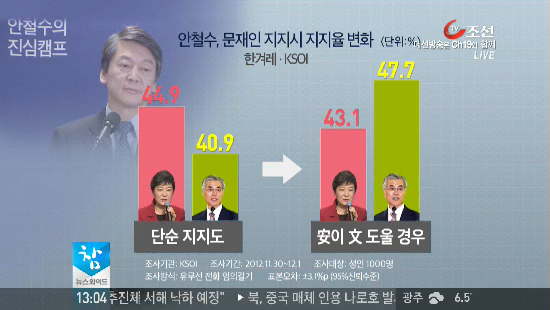 안철수의
진심캠프
안철수, 문재인 지지시 지지율 변화 (단위:%)
한겨레·KSOI
TV조선
Ch19
LIVE
44.9
40.9
43.1
47.7
단순 지지도
安이 文 도울 경우
조사기관: KSOI 조사기간: 2012.11.30~12.1 조사대상: 성인 1000명
조사방식: 유무선 전화 임의걸기 표본오차: ±3.1%p (95%신뢰수준)
참
뉴스와이드
13:04 추진체 서해 낙하 예정" ▶ 북, 중국 매체 인용 나로호 발 광주 6.5